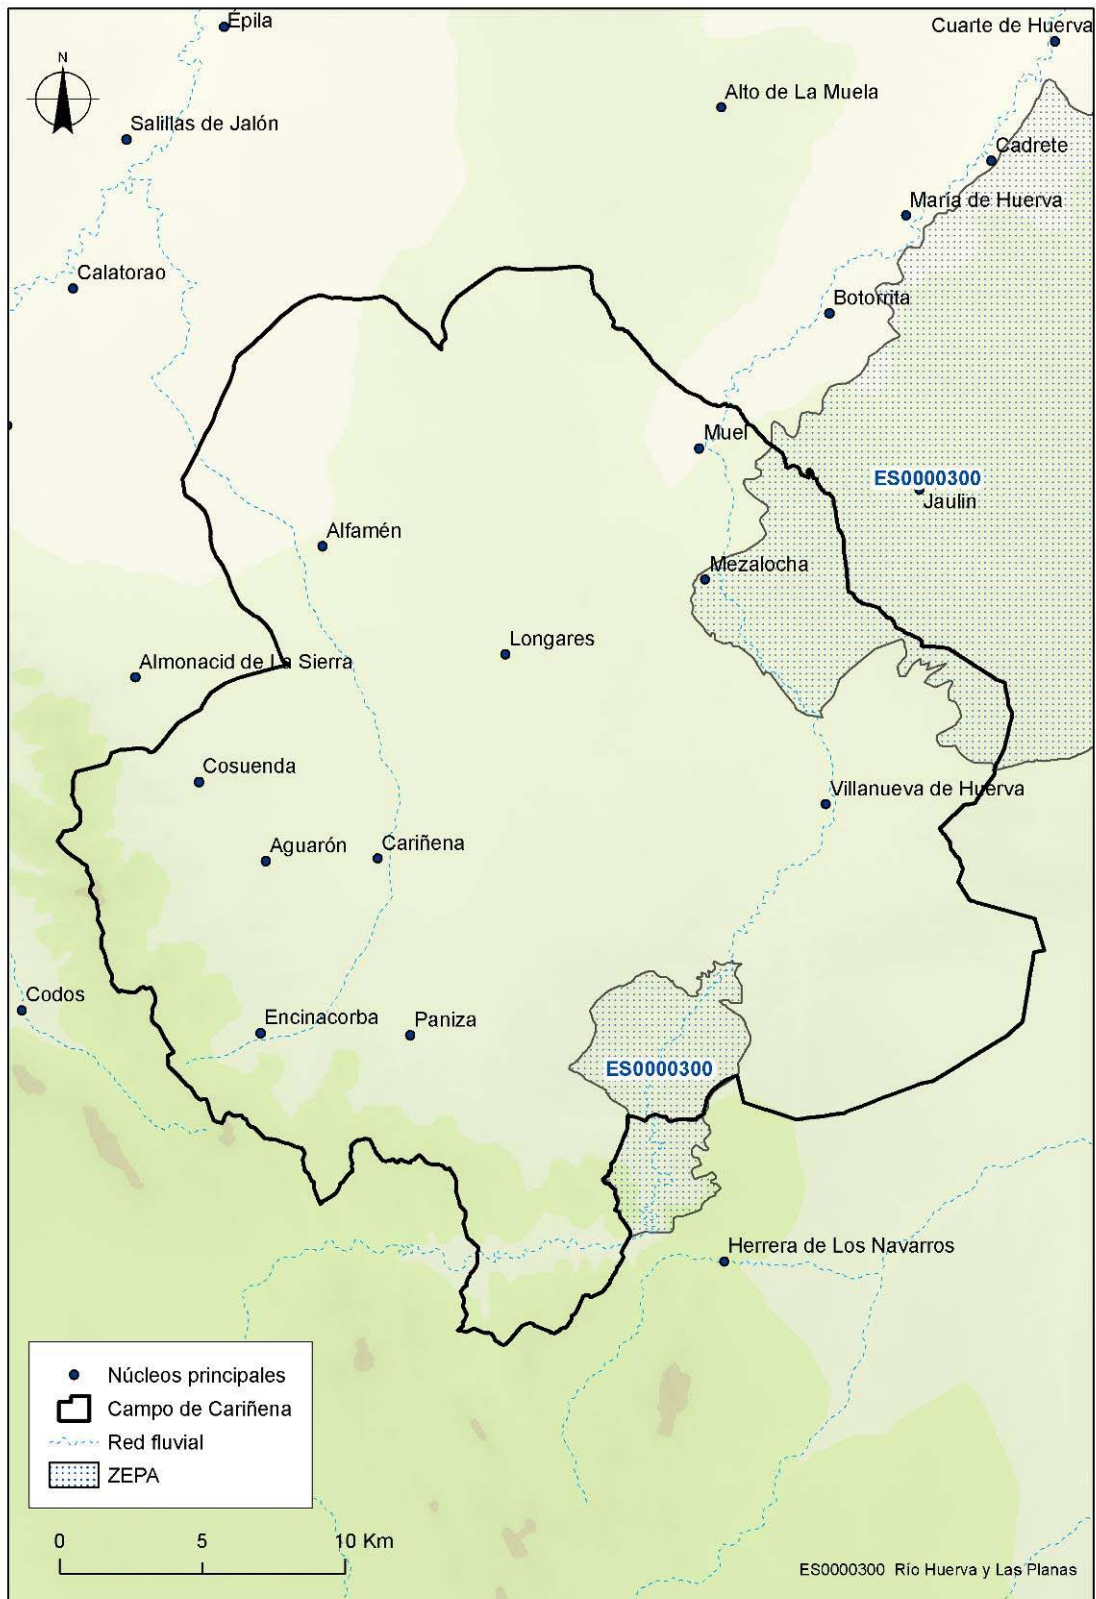 Épila
Cuarte de Huerva
N
Alto de La Muela
Salillas de Jalón
Cadrete
María de Huerva
Calatorao
Botorrita
Muel
ES0000300
Jaulin
Alfamén
Mezalocha
Longares
Almonacid de La Sierra
Cosuenda
Villanueva de Huerva
Aguarón
Cariñena
Codos
Encinacorba
Paniza
ES0000300
Herrera de Los Navarros
Núcleos principales
Campo de Cariñena
Red fluvial
ZEPA
0 5 10 Km
ES0000300 Río Huerva y Las Planas